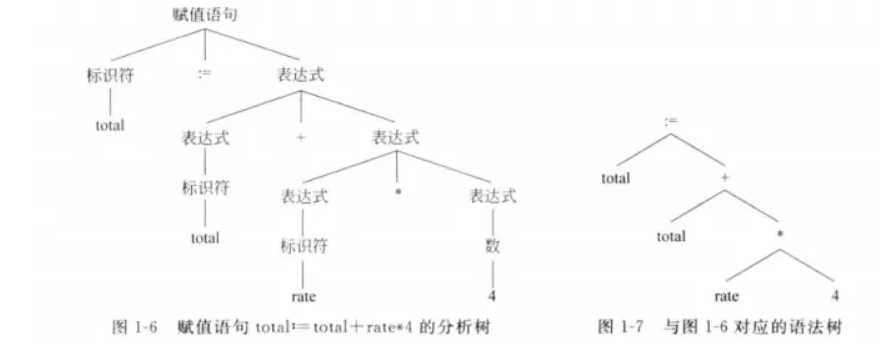 赋值语句
标识符 := 表达式
total
表达式 + 表达式
标识符 表达式 * 表达式
total 标识符 数
rate 4
图 1-6 赋值语句 total:=total+rate*4 的分析树
:=
total +
total *
rate 4
图 1-7 与图 1-6 对应的语法树